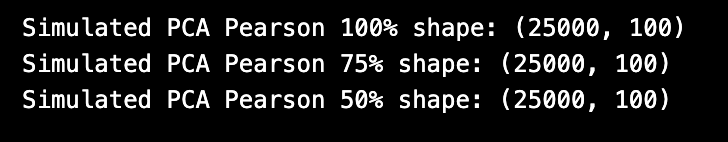 Simulated PCA Pearson 100% shape: (25000, 100)
Simulated PCA Pearson 75% shape: (25000, 100)
Simulated PCA Pearson 50% shape: (25000, 100)